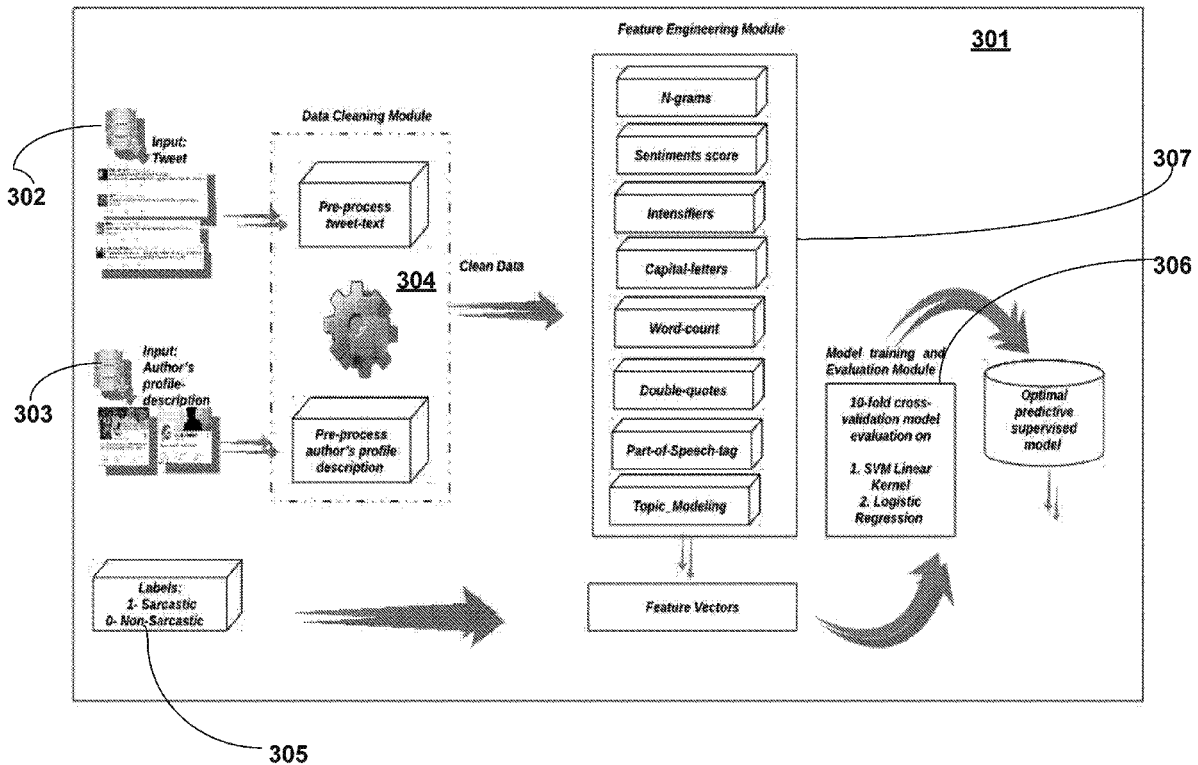 Feature Engineering Module
301
N-grams
Sentiments score
Intensifiers
Capital-letters
Word-count
Double-quotes
Part-of-Speech-tag
Topic_Modeling
307
306
Data Cleaning Module
Input:
Tweet
302
Pre-process
tweet-text
304
Clean Data
Input:
Author's
profile-
description
303
Pre-process
author's profile
description
Model training and
Evaluation Module
10-fold cross-
validation model
evaluation on
1. SVM Linear
Kernel
2. Logistic
Regression
Optimal
predictive
supervised
model
Labels:
1- Sarcastic
0- Non-Sarcastic
Feature Vectors
305